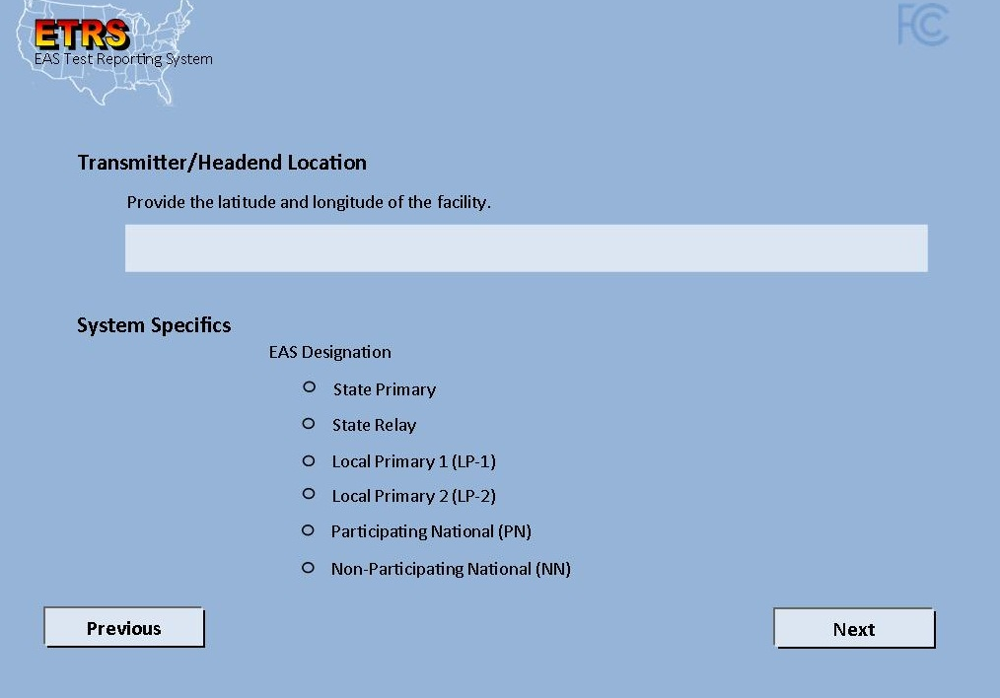 ETRS
EAS Test Reporting System
FCC
Transmitter/Headend Location
Provide the latitude and longitude of the facility.
System Specifics
EAS Designation
State Primary
State Relay
Local Primary 1 (LP-1)
Local Primary 2 (LP-2)
Participating National (PN)
Non-Participating National (NN)
Previous
Next